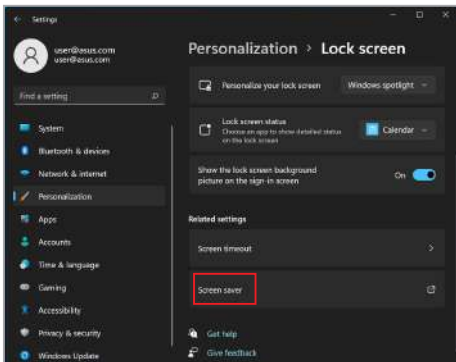 Settings
user@asus.com
user@asus.com
Find a setting
System
Bluetooth & devices
Network & internet
Personalization
Apps
Accounts
Time & language
Gaming
Accessibility
Privacy & security
Windows Update
Personalization > Lock screen
Personalize your lock screen
Windows spotlight
Lock screen status
Choose an app to show detailed status
on the lock screen
Calendar
Show the lock screen background
picture on the sign-in screen
On
Related settings
Screen timeout
Screen saver
Get help
Give feedback